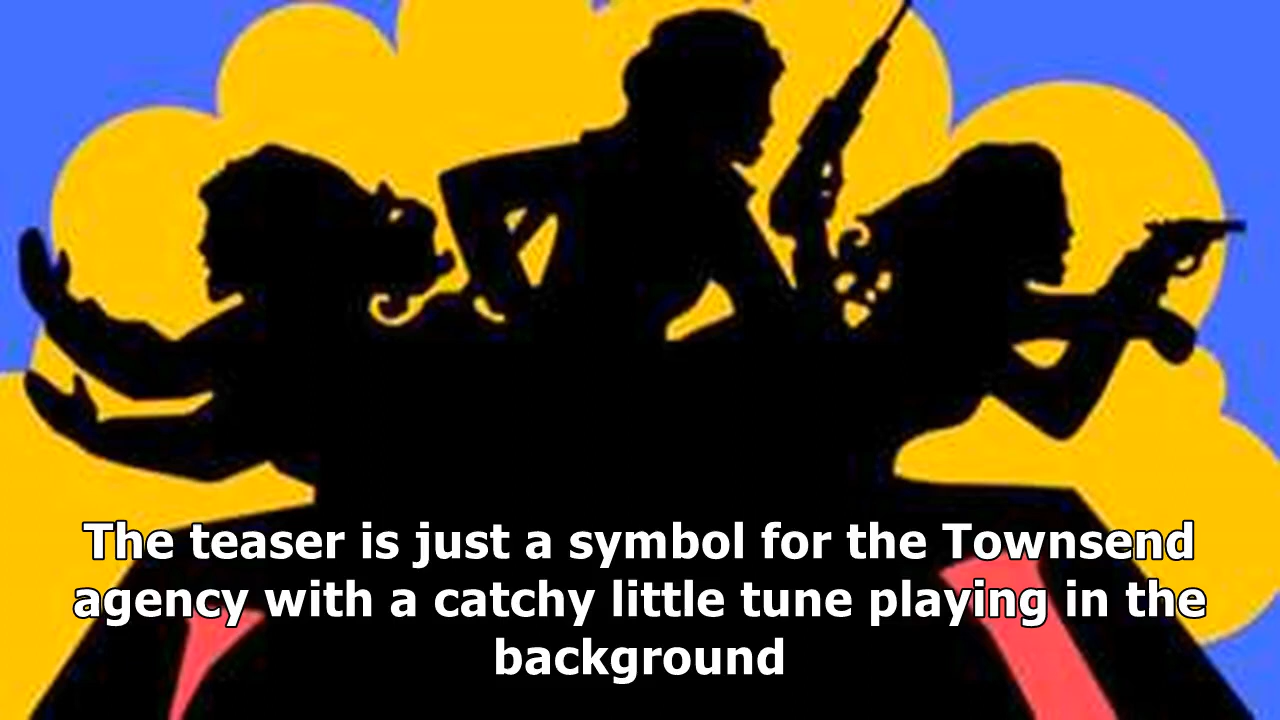 The teaser is just a symbol for the Townsend
agency with a catchy little tune playing in the
background